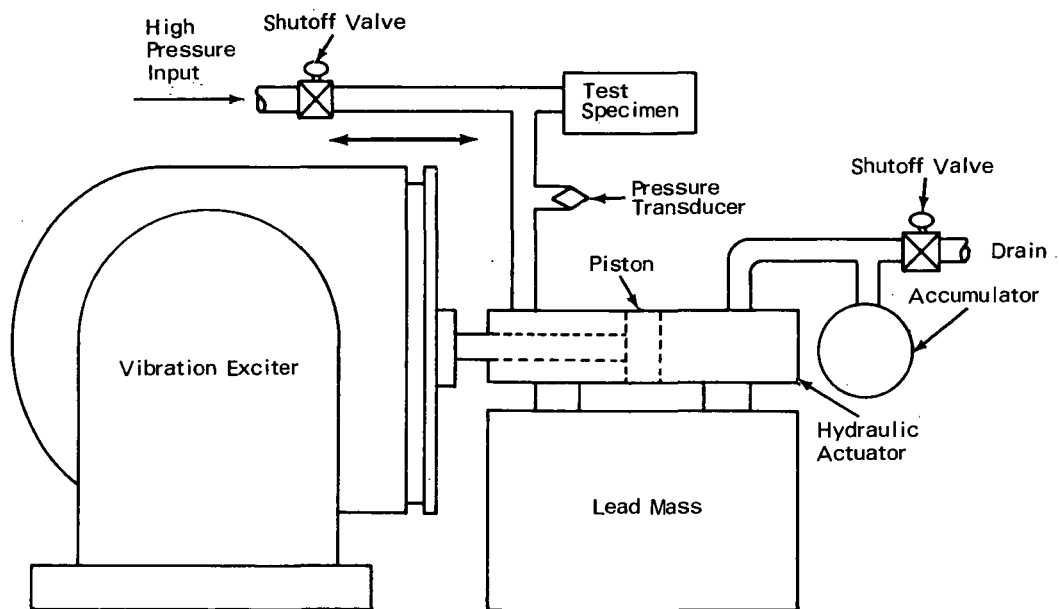 High
Pressure
Input
Shutoff Valve
Test
Specimen
Pressure
Transducer
Shutoff Valve
Drain
Piston
Accumulator
Vibration Exciter
Hydraulic
Actuator
Lead Mass